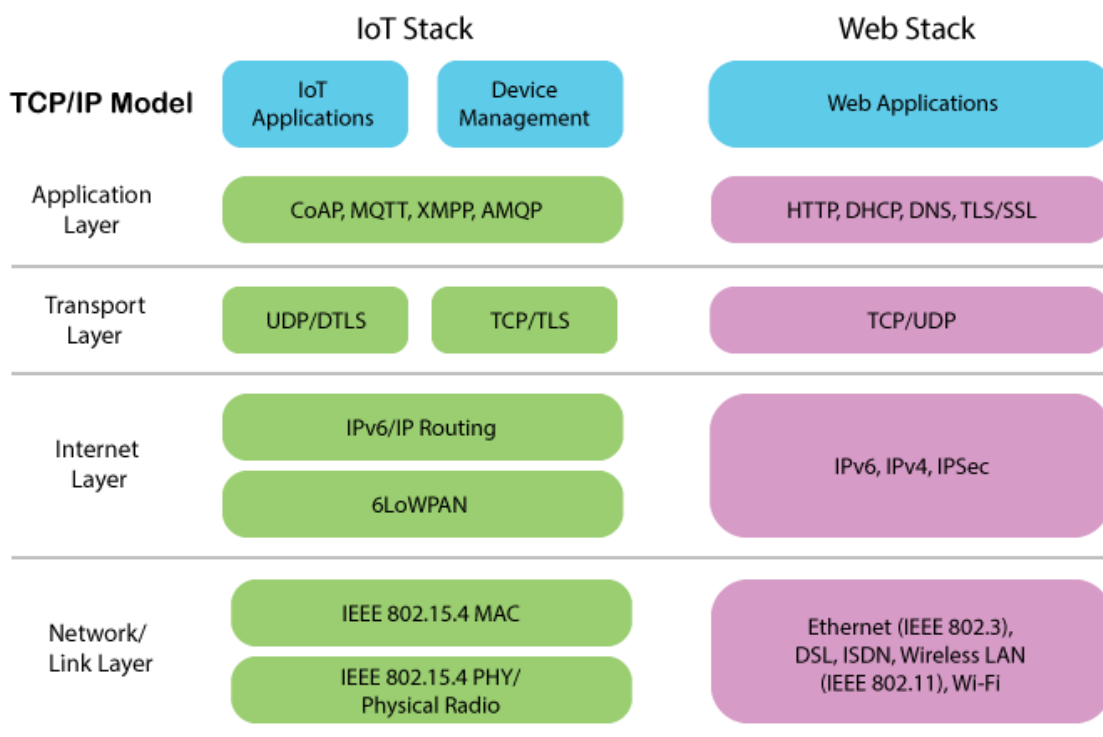 IoT Stack
Web Stack
TCP/IP Model
IoT
Applications
Device
Management
Web Applications
Application
Layer
CoAP, MQTT, XMPP, AMQP
HTTP, DHCP, DNS, TLS/SSL
Transport
Layer
UDP/DTLS
TCP/TLS
TCP/UDP
Internet
Layer
IPv6/IP Routing
6LoWPAN
IPv6, IPv4, IPSec
Network/
Link Layer
IEEE 802.15.4 MAC
IEEE 802.15.4 PHY/
Physical Radio
Ethernet (IEEE 802.3),
DSL, ISDN, Wireless LAN
(IEEE 802.11), Wi-Fi